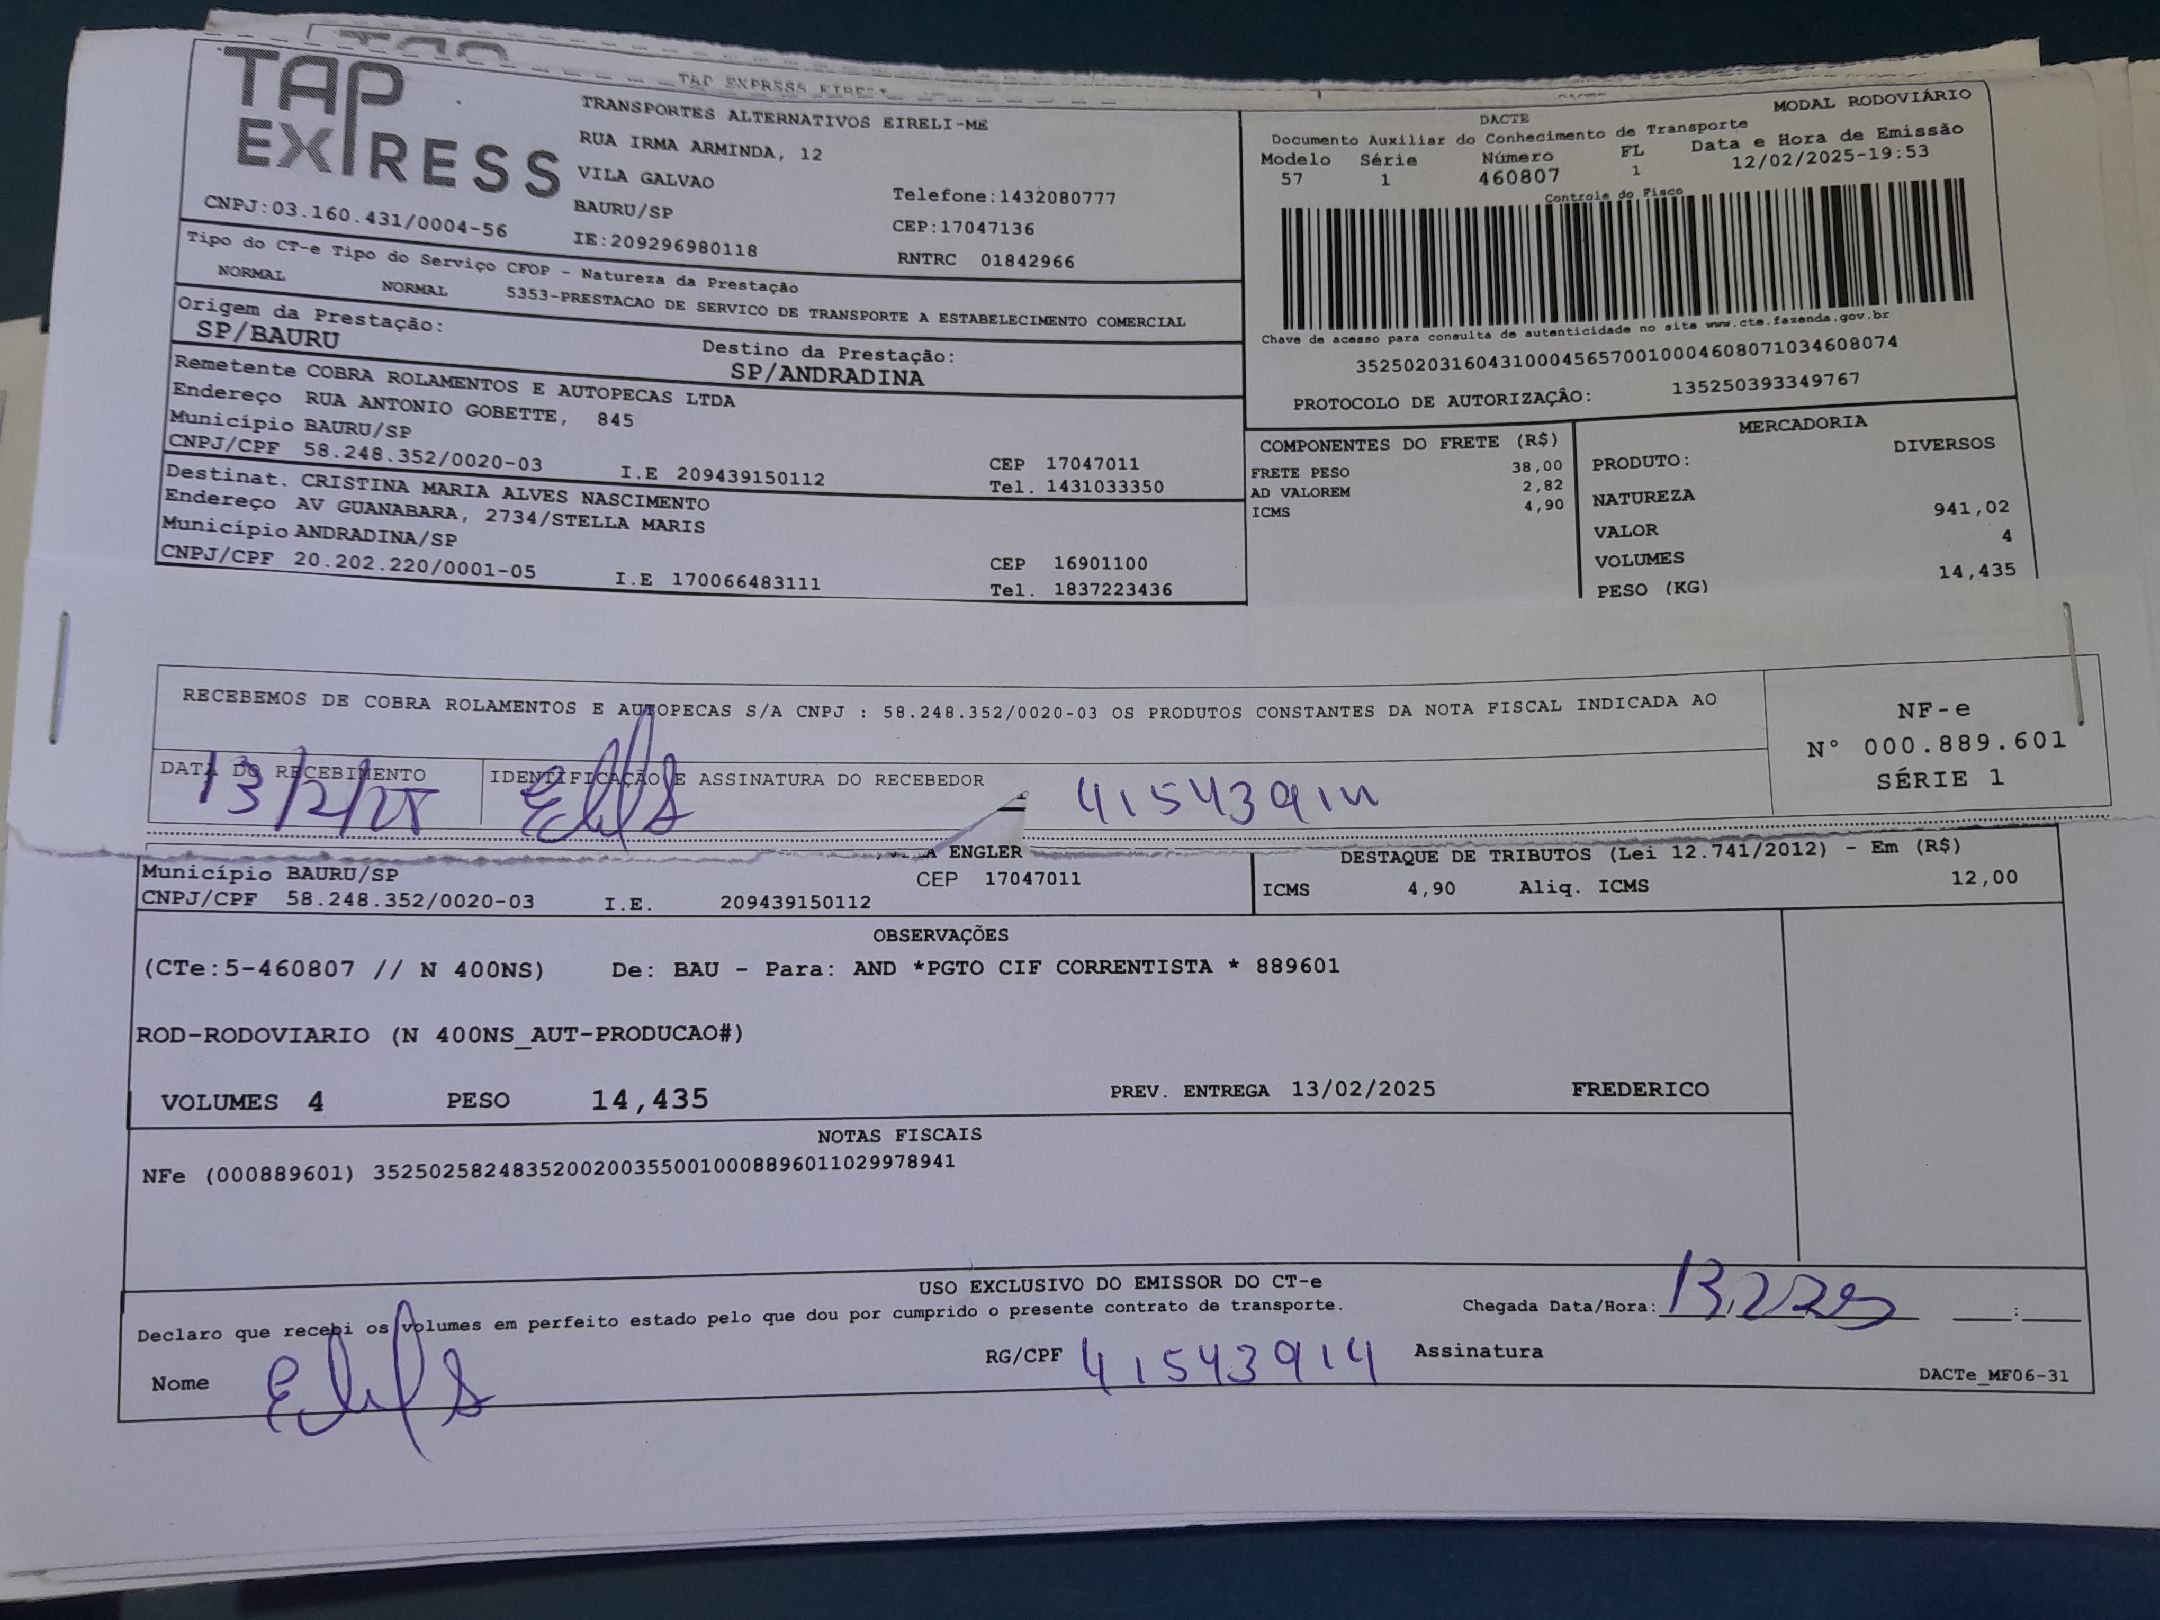 TAP EXPRESS EIRELI
TAP
EXPRESS
TRANSPORTES ALTERNATIVOS EIRELI-ME
RUA IRMA ARMINDA, 12
VILA GALVAO
BAURU/SP
Telefone:1432080777
CNPJ:03.160.431/0004-56
IE:209296980118
CEP:17047136
RNTRC 01842966
DACTE
MODAL RODOVIÁRIO
Documento Auxiliar do Conhecimento de Transporte
Modelo Série Número FL Data e Hora de Emissão
57 1 460807 1 12/02/2025-19:53
Controle do Fisco
Chave de acesso para consulta de autenticidade no site www.cte.fazenda.gov.br
35250203160431000456570010004608071034608074
PROTOCOLO DE AUTORIZAÇÂO: 135250393349767
Tipo do CT-e Tipo do Serviço CFOP - Natureza da Prestação
NORMAL NORMAL 5353-PRESTACAO DE SERVICO DE TRANSPORTE A ESTABELECIMENTO COMERCIAL
Origem da Prestação:
SP/BAURU
Destino da Prestação:
SP/ANDRADINA
Remetente COBRA ROLAMENTOS E AUTOPECAS LTDA
Endereço RUA ANTONIO GOBETTE, 845
Município BAURU/SP
CEP 17047011
CNPJ/CPF 58.248.352/0020-03 I.E 209439150112 Tel. 1431033350
Destinat. CRISTINA MARIA ALVES NASCIMENTO
Endereço AV GUANABARA, 2734/STELLA MARIS
Município ANDRADINA/SP
CEP 16901100
CNPJ/CPF 20.202.220/0001-05 I.E 170066483111 Tel. 1837223436
COMPONENTES DO FRETE (R$)
FRETE PESO 38,00
AD VALOREM 2,82
ICMS 4,90
MERCADORIA
PRODUTO: DIVERSOS
NATUREZA
VALOR 941,02
VOLUMES 4
PESO (KG) 14,435
RECEBEMOS DE COBRA ROLAMENTOS E AUTOPECAS S/A CNPJ : 58.248.352/0020-03 OS PRODUTOS CONSTANTES DA NOTA FISCAL INDICADA AO
NF-e
N° 000.889.601
SÉRIE 1
DATA DO RECEBIMENTO
13/2/25
IDENTIFICAÇÃO E ASSINATURA DO RECEBEDOR
41543914
ENGLER
Município BAURU/SP CEP 17047011
CNPJ/CPF 58.248.352/0020-03 I.E. 209439150112
DESTAQUE DE TRIBUTOS (Lei 12.741/2012) - Em (R$)
ICMS 4,90 Aliq. ICMS 12,00
OBSERVAÇÕES
(CTe:5-460807 // N 400NS) De: BAU - Para: AND *PGTO CIF CORRENTISTA * 889601
ROD-RODOVIARIO (N 400NS_AUT-PRODUCAO#)
VOLUMES 4 PESO 14,435 PREV. ENTREGA 13/02/2025 FREDERICO
NOTAS FISCAIS
NFe (000889601) 35250258248352002003550010008896011029978941
USO EXCLUSIVO DO EMISSOR DO CT-e
Declaro que recebi os volumes em perfeito estado pelo que dou por cumprido o presente contrato de transporte.
Chegada Data/Hora: 13,2,25 :
Nome
RG/CPF 41543914 Assinatura
DACTe_MF06-31